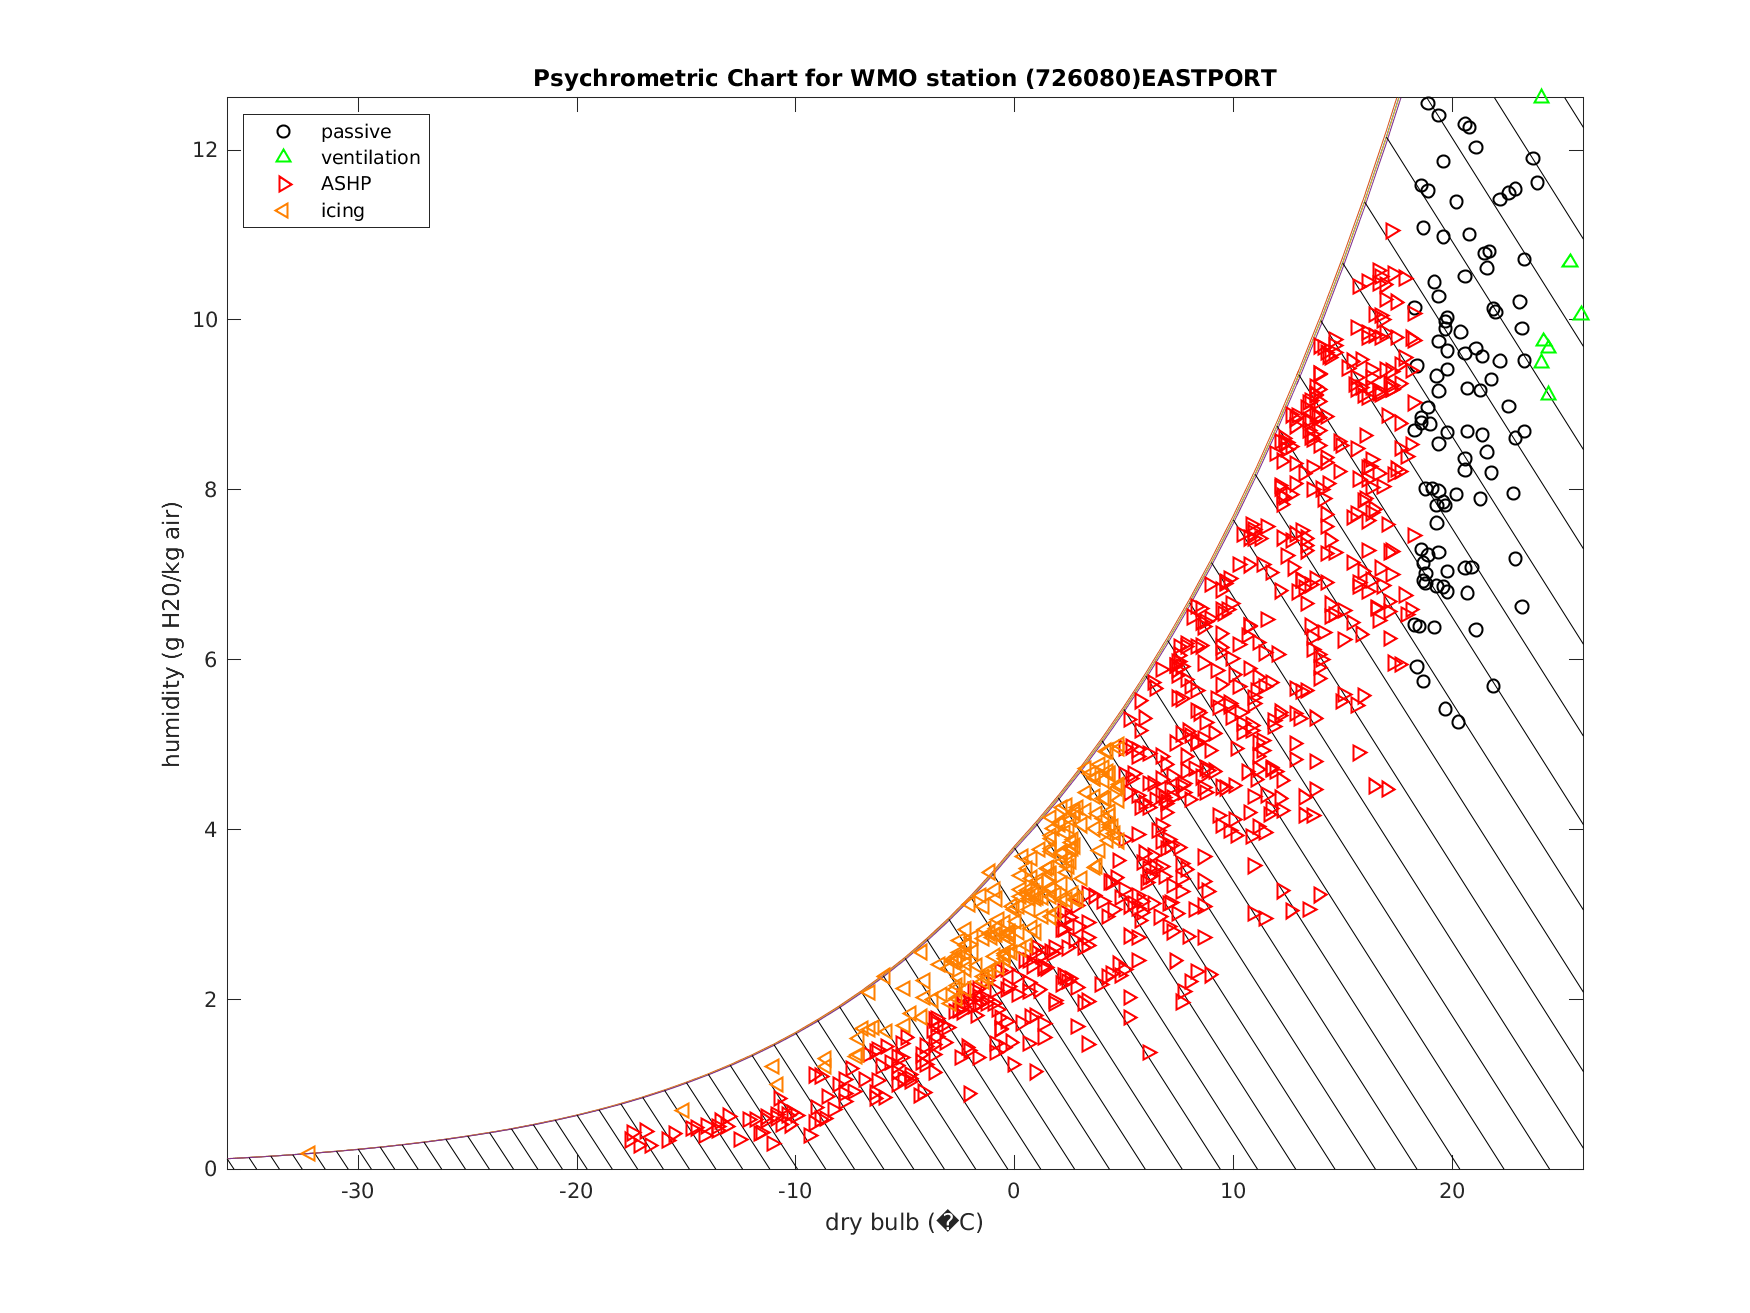 Psychrometric Chart for WMO station (726080)EASTPORT
passive
ventilation
ASHP
icing
12
10
8
6
4
2
0
humidity (g H20/kg air)
-30
-20
-10
0
10
20
dry bulb (�C)